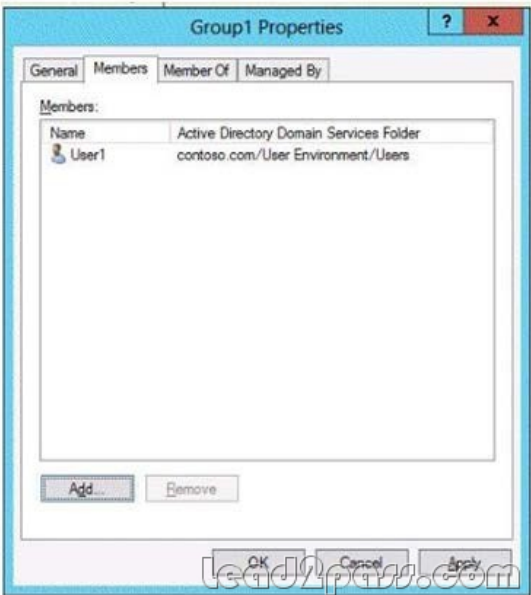 Group1 Properties
?
x
General
Members
Member Of
Managed By
Members:
Name
Active Directory Domain Services Folder
User1
contoso.com/User Environment/Users
Add...
Remove
OK
Cancel
Apply
Lead2pass.com